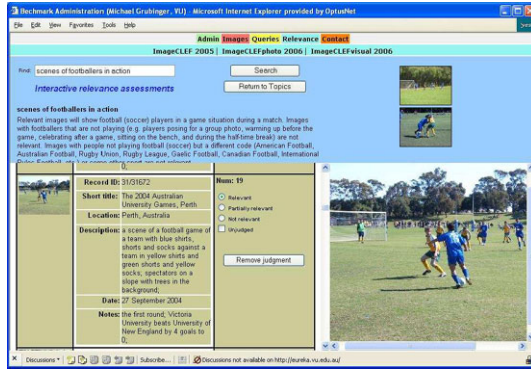 Bechmark Administration (Michael Grubinger, VU) - Microsoft Internet Explorer provided by OptusNet
File Edit View Favorites Tools Help
Admin Images Queries Relevance Contact
ImageCLEF 2005 | ImageCLEFphoto 2006 | ImageCLEFvisual 2006
Find: scenes of footballers in action Search
Interactive relevance assessments Return to Topics
scenes of footballers in action
Relevant images will show football (soccer) players in a game situation during a match. Images
with footballers that are not playing (e.g. players posing for a group photo, warming up before the
game, celebrating after a game, sitting on the bench, and during the half-time break) are not
relevant. Images with people not playing football (soccer) but a different code (American Football,
Australian Football, Rugby Union, Rugby League, Gaelic Football, Canadian Football, International
0;
Record ID: 31/31672 Num: 19
Short title: The 2004 Australian
University Games, Perth
Location: Perth, Australia
Relevant
Partially relevant
Not relevant
Unjudged
Remove judgment
Description: a scene of a football game of
a team with blue shirts,
shorts and socks against a
team in yellow shirts and
green shorts and yellow
socks; spectators on a
slope with trees in the
background;
Date: 27 September 2004
Notes: the first round; Victoria
University beats University of
New England by 4 goals to
0;
Discussions Subscribe... Discussions not available on http://eureka.vu.edu.au/